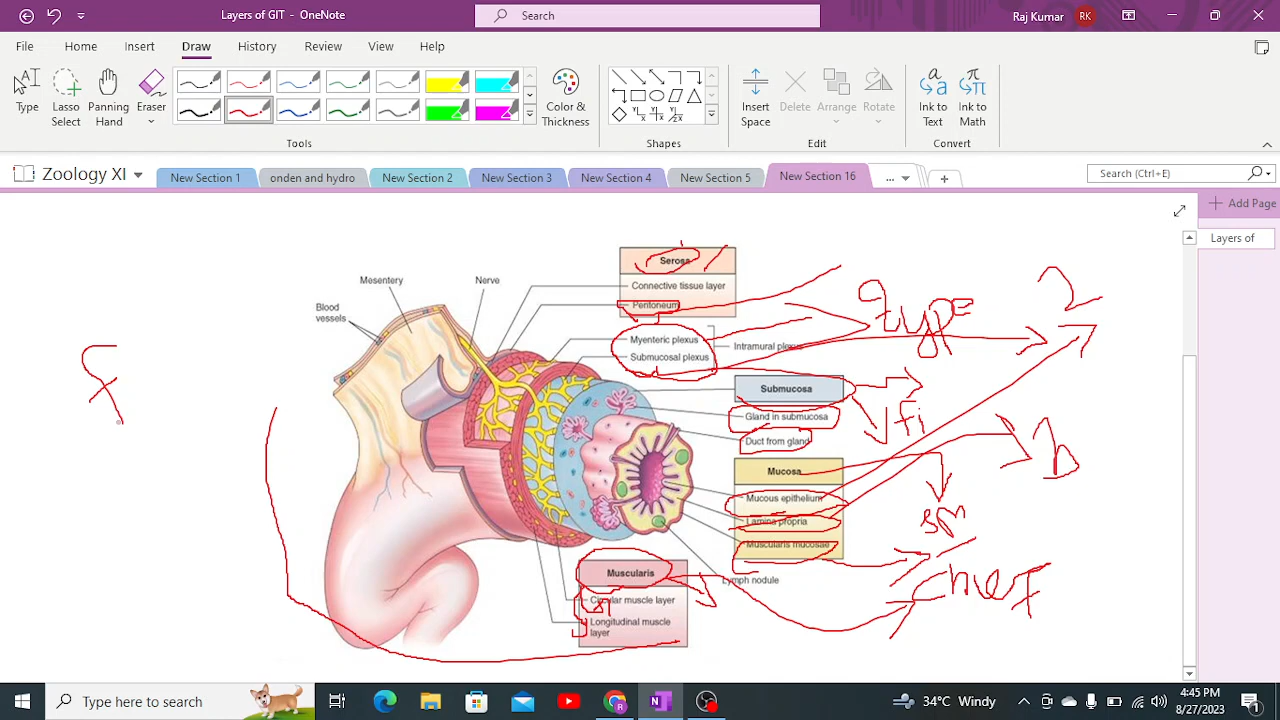 Layers of GIT - OneNote
Search
Raj Kumar
RK
File
Home
Insert
Draw
History
Review
View
Help
Type
Lasso Select
Panning Hand
Eraser
Color & Thickness
Insert Space
Delete
Arrange
Rotate
Ink to Text
Ink to Math
Tools
Shapes
Edit
Convert
Zoology XI
New Section 1
onden and hydro
New Section 2
New Section 3
New Section 4
New Section 5
New Section 16
...
Search (Ctrl+E)
Add Page
Layers of
Mesentery
Nerve
Blood vessels
Serosa
Connective tissue layer
Peritoneum
Myenteric plexus
Submucosal plexus
Intramural plexus
Submucosa
Gland in submucosa
Duct from gland
Mucosa
Mucous epithelium
Lamina propria
Muscularis mucosae
Lymph nodule
Muscularis
Circular muscle layer
Longitudinal muscle
layer
type
2
Type here to search
34°C Windy
4:45 PM
8/27/2023